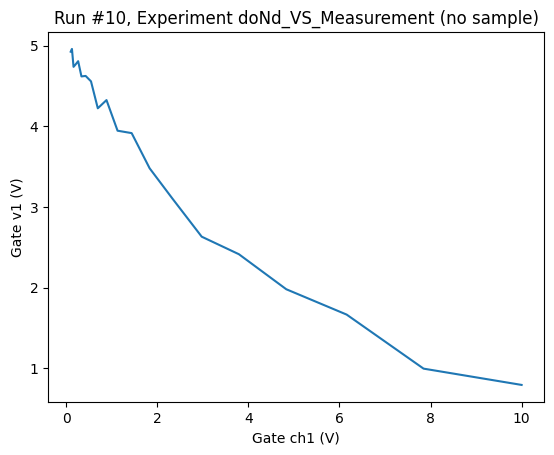 Run #10, Experiment doNd_VS_Measurement (no sample)
5
4
3
2
1
Gate v1 (V)
0 2 4 6 8 10
Gate ch1 (V)